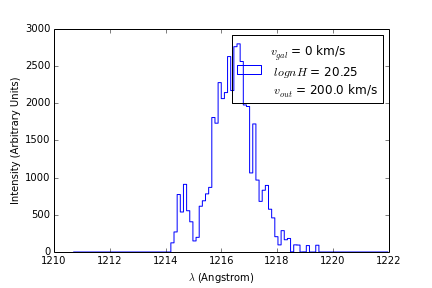 3000
2500
2000
1500
1000
500
0
Intensity (Arbitrary Units)
v_gal = 0 km/s
lognH = 20.25
v_out = 200.0 km/s
1210 1212 1214 1216 1218 1220 1222
λ (Angstrom)